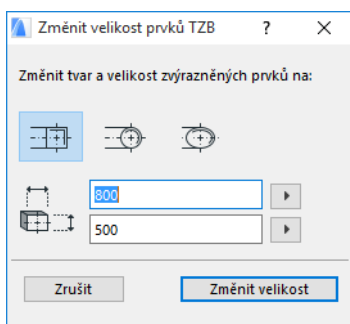 Změnit velikost prvků TZB
Změnit tvar a velikost zvýrazněných prvků na:
800
500
Zrušit
Změnit velikost